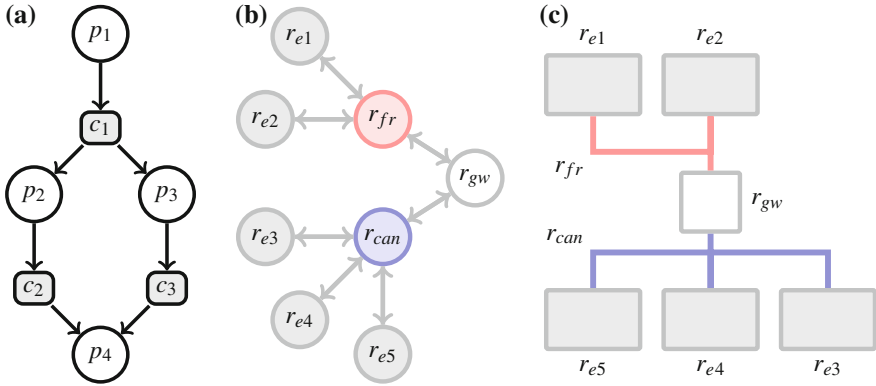 (a)
p1
c1
p2
p3
c2
c3
p4
(b)
re1
re2
rfr
rgw
re3
rcan
re4
re5
(c)
re1
re2
rfr
rgw
rcan
re5
re4
re3